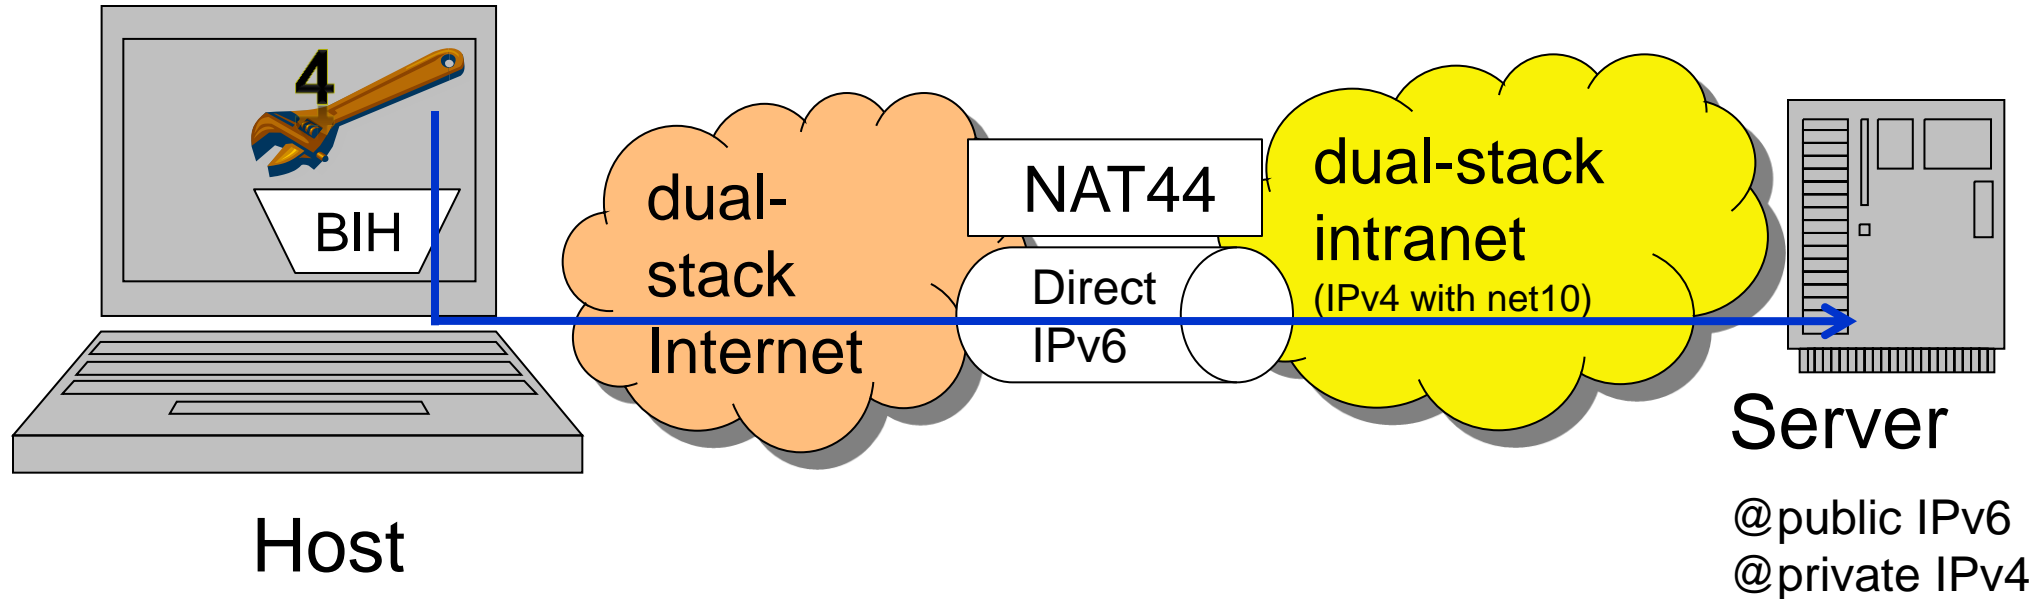 4
BIH
Host
dual-
stack
Internet
NAT44
Direct
IPv6
dual-stack
intranet
(IPv4 with net10)
Server
@public IPv6
@private IPv4